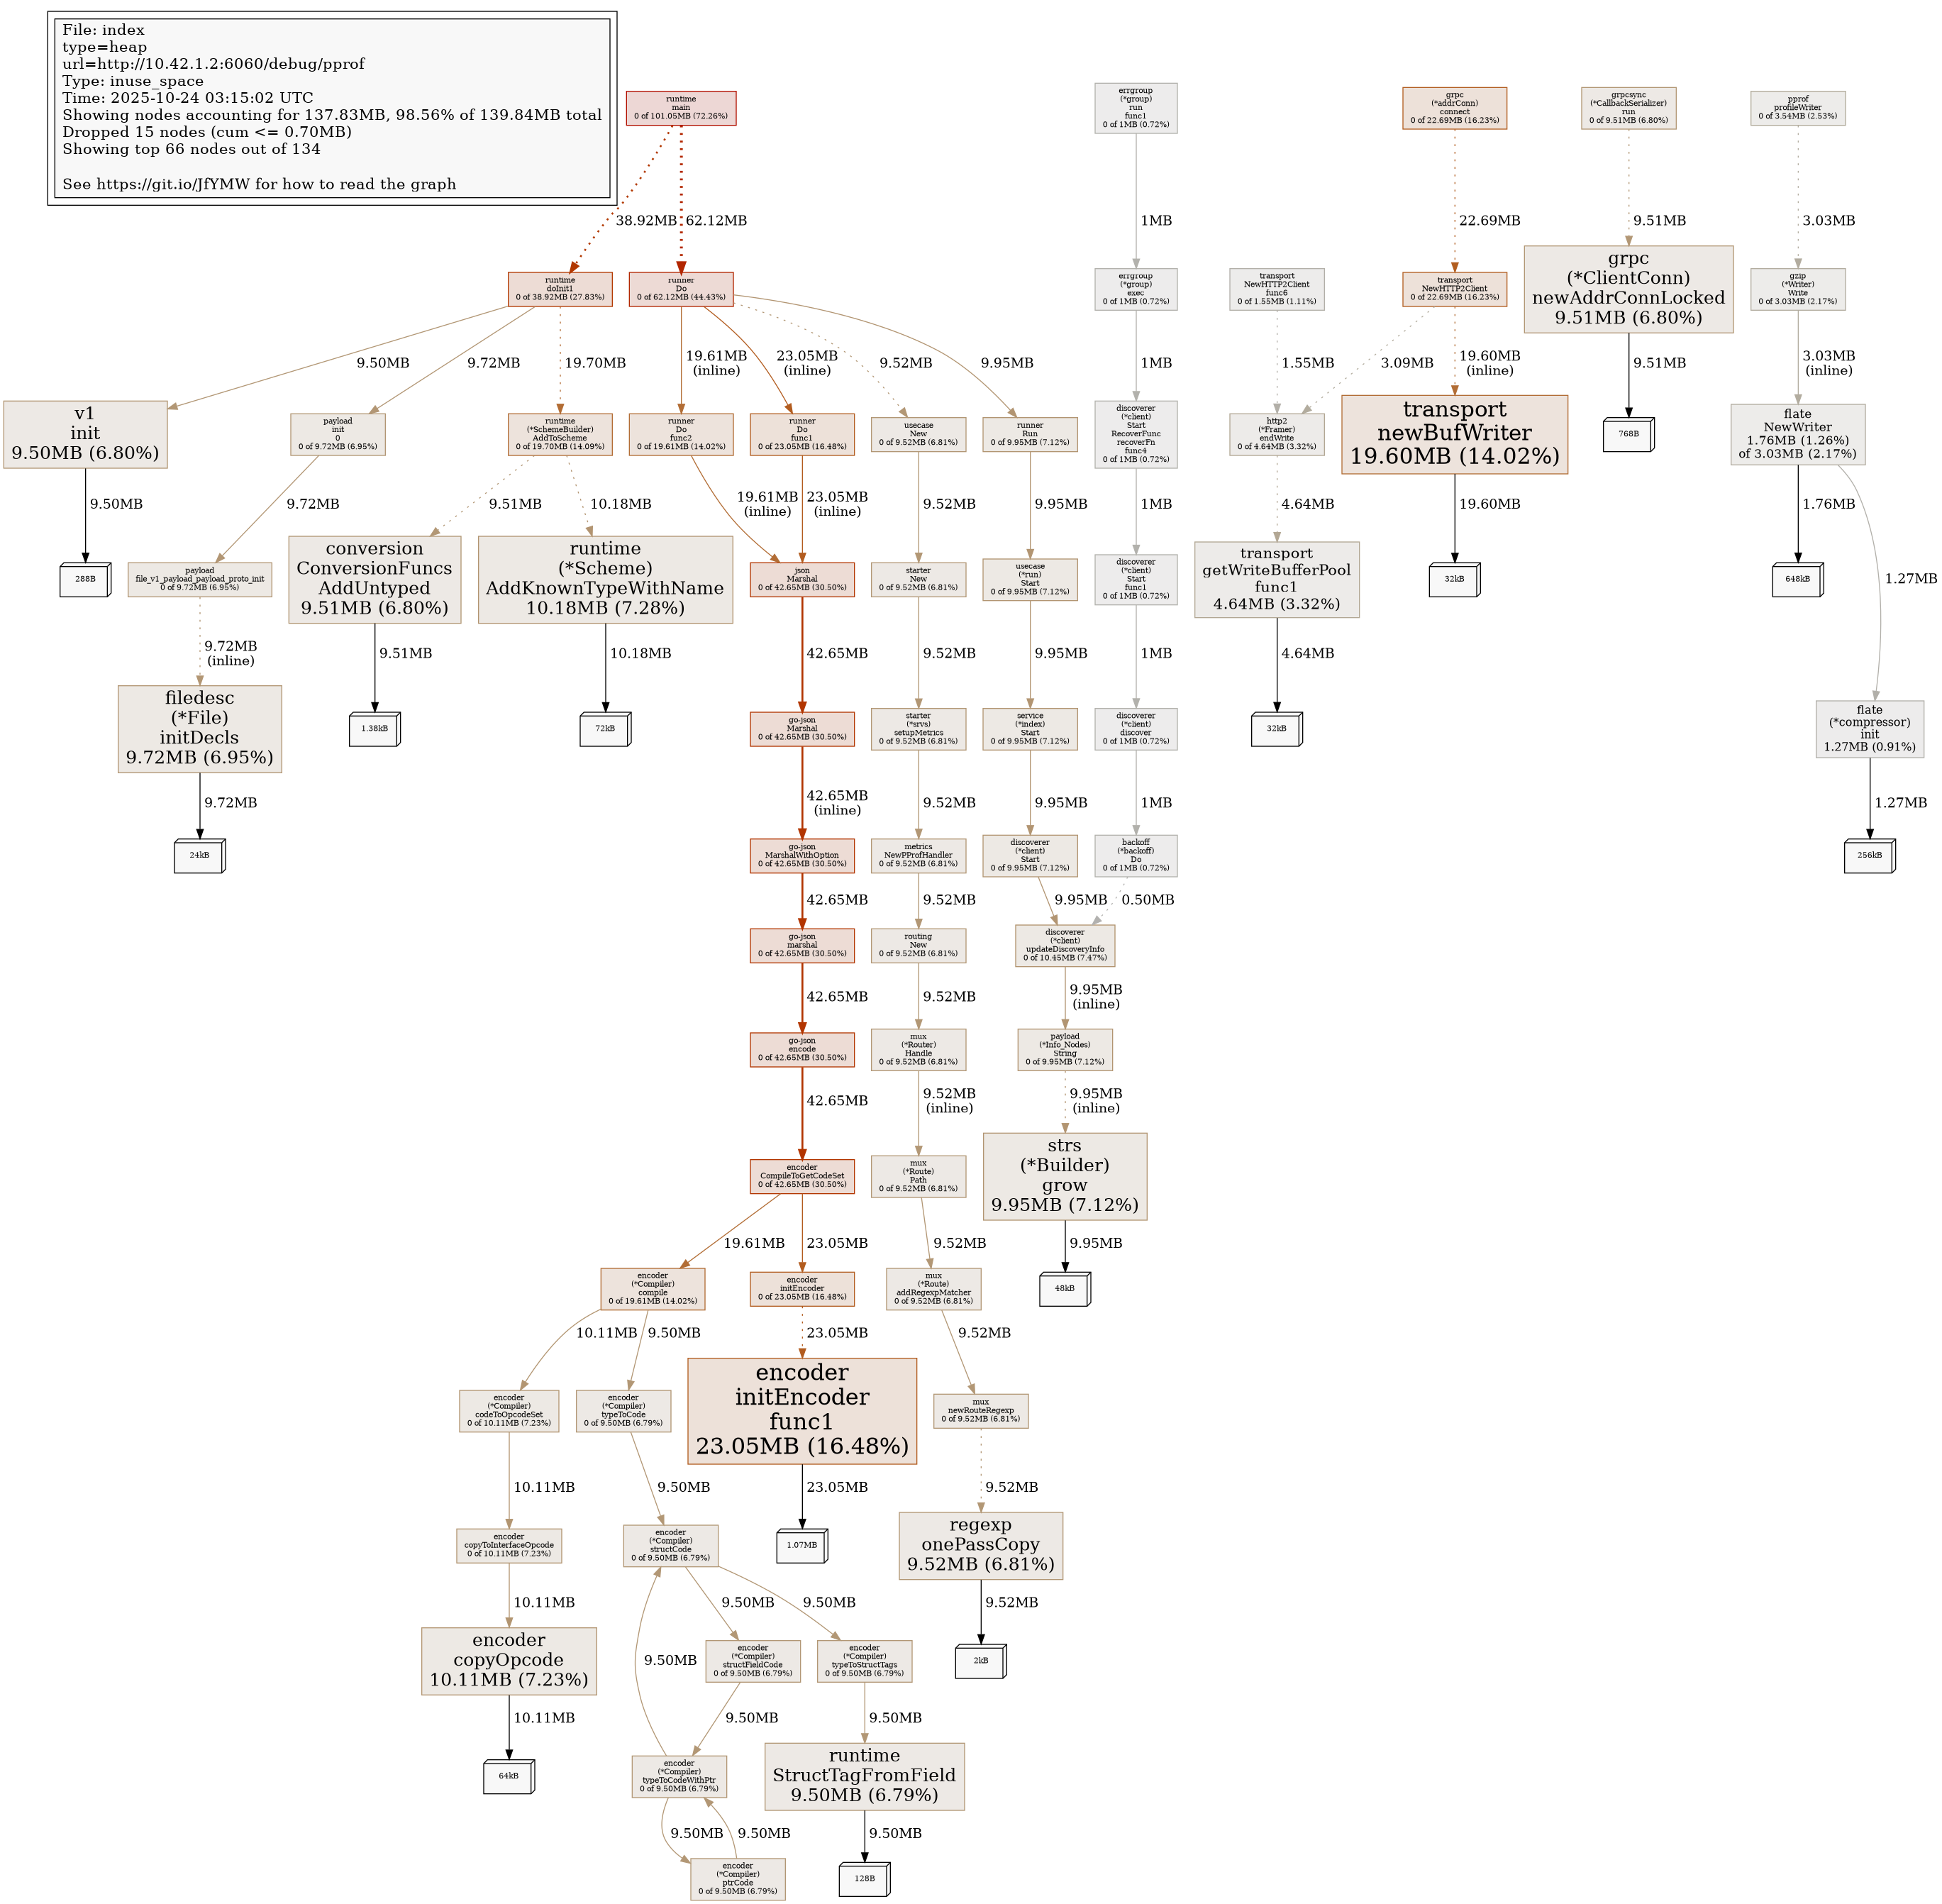 File: index
type=heap
url=http://10.42.1.2:6060/debug/pprof
Type: inuse_space
Time: 2025-10-24 03:15:02 UTC
Showing nodes accounting for 137.83MB, 98.56% of 139.84MB total
Dropped 15 nodes (cum <= 0.70MB)
Showing top 66 nodes out of 134
See https://git.io/JfYMW for how to read the graph
runtime
main
0 of 101.05MB (72.26%)
errgroup
(*group)
run
func1
0 of 1MB (0.72%)
grpc
(*addrConn)
connect
0 of 22.69MB (16.23%)
grpcsync
(*CallbackSerializer)
run
0 of 9.51MB (6.80%)
pprof
profileWriter
0 of 3.54MB (2.53%)
38.92MB
62.12MB
1MB
22.69MB
9.51MB
3.03MB
runtime
doInit1
0 of 38.92MB (27.83%)
runner
Do
0 of 62.12MB (44.43%)
errgroup
(*group)
exec
0 of 1MB (0.72%)
transport
NewHTTP2Client
func6
0 of 1.55MB (1.11%)
transport
NewHTTP2Client
0 of 22.69MB (16.23%)
grpc
(*ClientConn)
newAddrConnLocked
9.51MB (6.80%)
gzip
(*Writer)
Write
0 of 3.03MB (2.17%)
9.50MB
9.72MB
19.70MB
19.61MB
(inline)
23.05MB
(inline)
9.52MB
9.95MB
1MB
1.55MB
3.09MB
19.60MB
(inline)
9.51MB
3.03MB
(inline)
v1
init
9.50MB (6.80%)
payload
init
0
0 of 9.72MB (6.95%)
runtime
(*SchemeBuilder)
AddToScheme
0 of 19.70MB (14.09%)
runner
Do
func2
0 of 19.61MB (14.02%)
runner
Do
func1
0 of 23.05MB (16.48%)
usecase
New
0 of 9.52MB (6.81%)
runner
Run
0 of 9.95MB (7.12%)
discoverer
(*client)
Start
RecoverFunc
recoverFn
func4
0 of 1MB (0.72%)
http2
(*Framer)
endWrite
0 of 4.64MB (3.32%)
transport
newBufWriter
19.60MB (14.02%)
768B
flate
NewWriter
1.76MB (1.26%)
of 3.03MB (2.17%)
9.50MB
9.72MB
9.51MB
10.18MB
19.61MB
(inline)
23.05MB
(inline)
9.52MB
9.95MB
1MB
4.64MB
19.60MB
1.76MB
1.27MB
288B
payload
file_v1_payload_payload_proto_init
0 of 9.72MB (6.95%)
conversion
ConversionFuncs
AddUntyped
9.51MB (6.80%)
runtime
(*Scheme)
AddKnownTypeWithName
10.18MB (7.28%)
json
Marshal
0 of 42.65MB (30.50%)
starter
New
0 of 9.52MB (6.81%)
usecase
(*run)
Start
0 of 9.95MB (7.12%)
discoverer
(*client)
Start
func1
0 of 1MB (0.72%)
transport
getWriteBufferPool
func1
4.64MB (3.32%)
32kB
648kB
9.72MB
(inline)
9.51MB
10.18MB
42.65MB
9.52MB
9.95MB
1MB
4.64MB
filedesc
(*File)
initDecls
9.72MB (6.95%)
1.38kB
72kB
go-json
Marshal
0 of 42.65MB (30.50%)
starter
(*srvs)
setupMetrics
0 of 9.52MB (6.81%)
service
(*index)
Start
0 of 9.95MB (7.12%)
discoverer
(*client)
discover
0 of 1MB (0.72%)
32kB
flate
(*compressor)
init
1.27MB (0.91%)
9.72MB
42.65MB
(inline)
9.52MB
9.95MB
1MB
1.27MB
24kB
go-json
MarshalWithOption
0 of 42.65MB (30.50%)
metrics
NewPProfHandler
0 of 9.52MB (6.81%)
discoverer
(*client)
Start
0 of 9.95MB (7.12%)
backoff
(*backoff)
Do
0 of 1MB (0.72%)
256kB
42.65MB
9.52MB
9.95MB
0.50MB
go-json
marshal
0 of 42.65MB (30.50%)
routing
New
0 of 9.52MB (6.81%)
discoverer
(*client)
updateDiscoveryInfo
0 of 10.45MB (7.47%)
42.65MB
9.52MB
9.95MB
(inline)
go-json
encode
0 of 42.65MB (30.50%)
mux
(*Router)
Handle
0 of 9.52MB (6.81%)
payload
(*Info_Nodes)
String
0 of 9.95MB (7.12%)
42.65MB
9.52MB
(inline)
9.95MB
(inline)
encoder
CompileToGetCodeSet
0 of 42.65MB (30.50%)
mux
(*Route)
Path
0 of 9.52MB (6.81%)
strs
(*Builder)
grow
9.95MB (7.12%)
19.61MB
23.05MB
9.52MB
9.95MB
encoder
(*Compiler)
compile
0 of 19.61MB (14.02%)
encoder
initEncoder
0 of 23.05MB (16.48%)
mux
(*Route)
addRegexpMatcher
0 of 9.52MB (6.81%)
48kB
10.11MB
9.50MB
23.05MB
9.52MB
encoder
(*Compiler)
codeToOpcodeSet
0 of 10.11MB (7.23%)
encoder
(*Compiler)
typeToCode
0 of 9.50MB (6.79%)
encoder
initEncoder
func1
23.05MB (16.48%)
mux
newRouteRegexp
0 of 9.52MB (6.81%)
10.11MB
9.50MB
23.05MB
9.52MB
encoder
copyToInterfaceOpcode
0 of 10.11MB (7.23%)
encoder
(*Compiler)
structCode
0 of 9.50MB (6.79%)
1.07MB
regexp
onePassCopy
9.52MB (6.81%)
10.11MB
9.50MB
9.50MB
9.52MB
encoder
copyOpcode
10.11MB (7.23%)
9.50MB
encoder
(*Compiler)
structFieldCode
0 of 9.50MB (6.79%)
encoder
(*Compiler)
typeToStructTags
0 of 9.50MB (6.79%)
2kB
10.11MB
9.50MB
9.50MB
64kB
encoder
(*Compiler)
typeToCodeWithPtr
0 of 9.50MB (6.79%)
runtime
StructTagFromField
9.50MB (6.79%)
9.50MB
9.50MB
9.50MB
encoder
(*Compiler)
ptrCode
0 of 9.50MB (6.79%)
128B